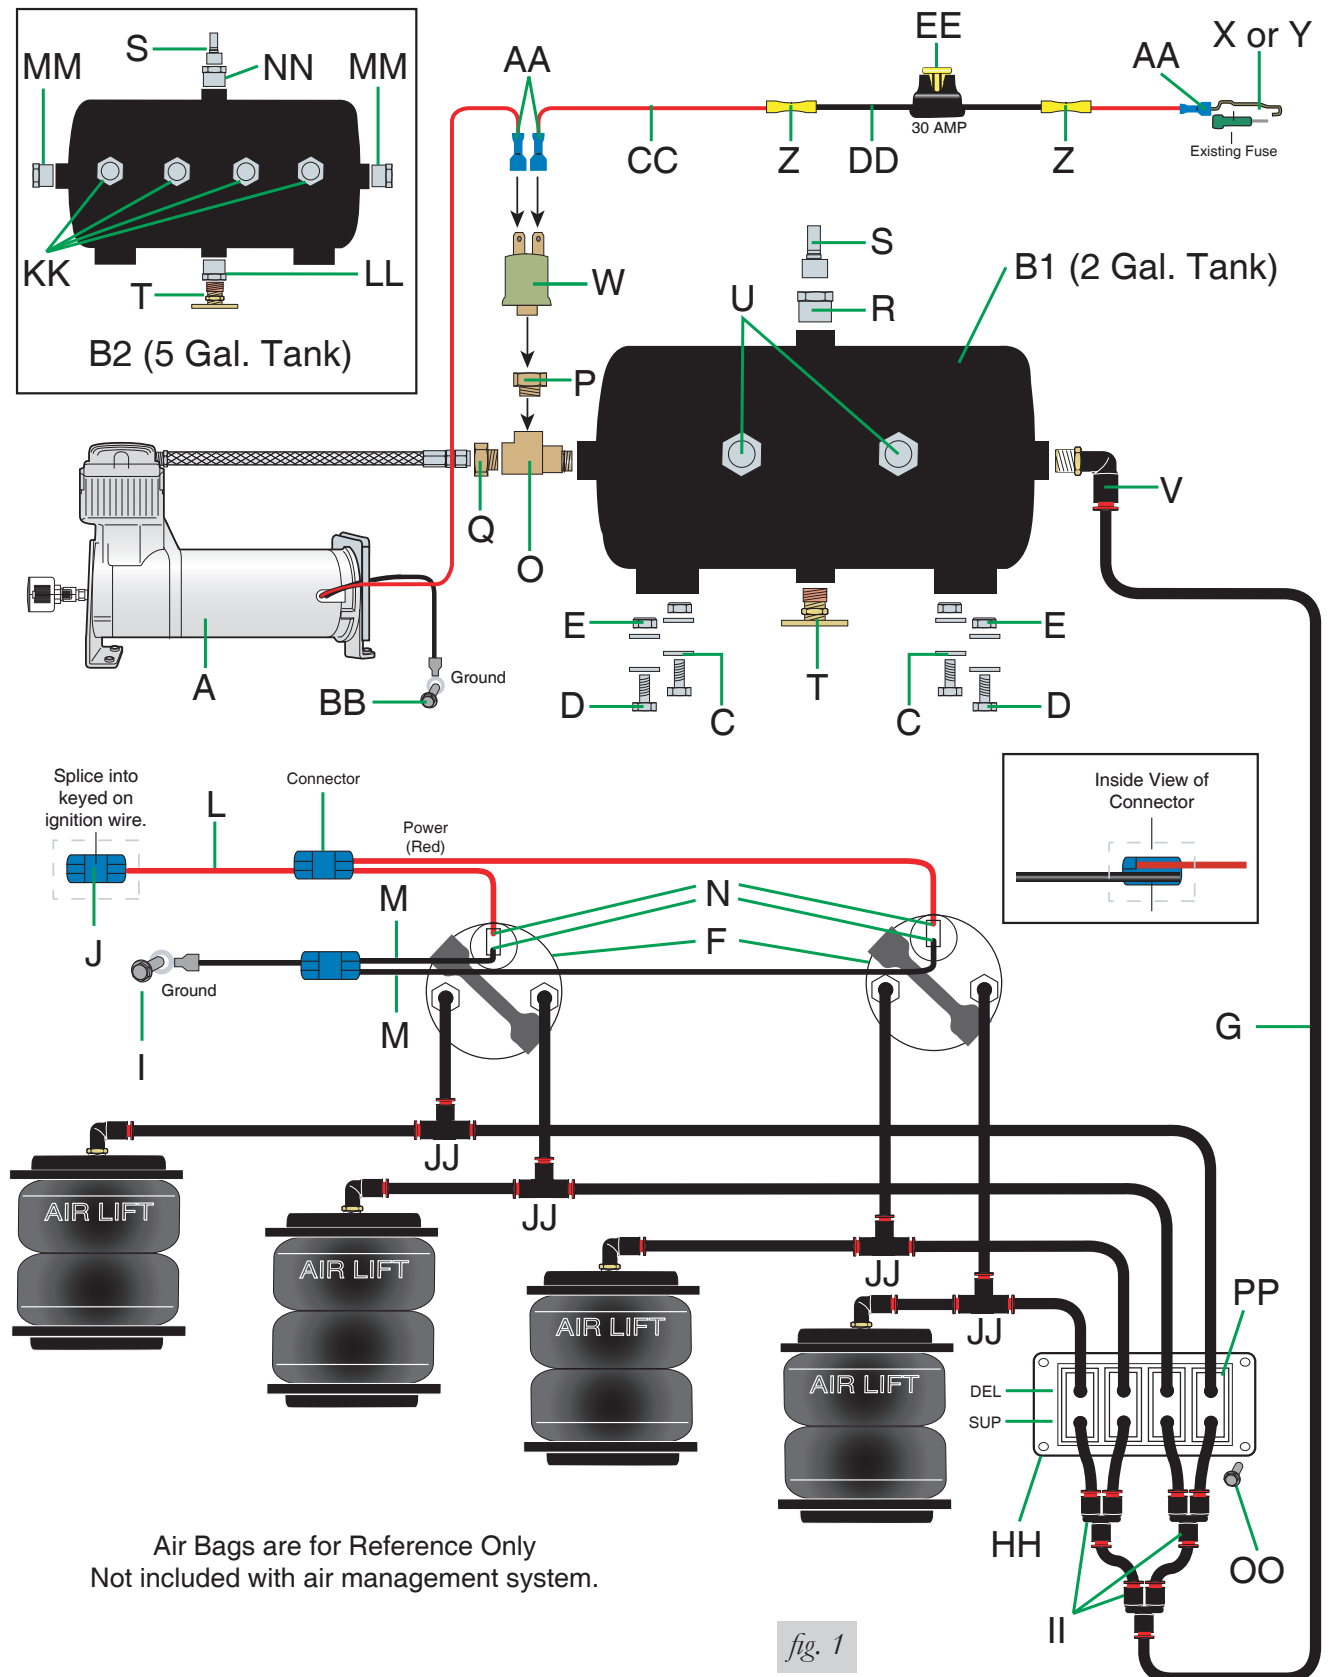 S
MM
NN
MM
KK
T
LL
B2 (5 Gal. Tank)
AA
EE
30 AMP
CC
Z
DD
Z
AA
X or Y
Existing Fuse
W
P
S
R
B1 (2 Gal. Tank)
U
Q
O
V
A
BB
Ground
E
E
D
C
T
C
D
Splice into
keyed on
ignition wire.
L
Connector
Power
(Red)
Inside View of
Connector
M
N
F
J
Ground
I
M
G
JJ
JJ
JJ
JJ
AIR LIFT
AIR LIFT
AIR LIFT
AIR LIFT
PP
DEL
SUP
HH
OO
II
Air Bags are for Reference Only
Not included with air management system.
fig. 1